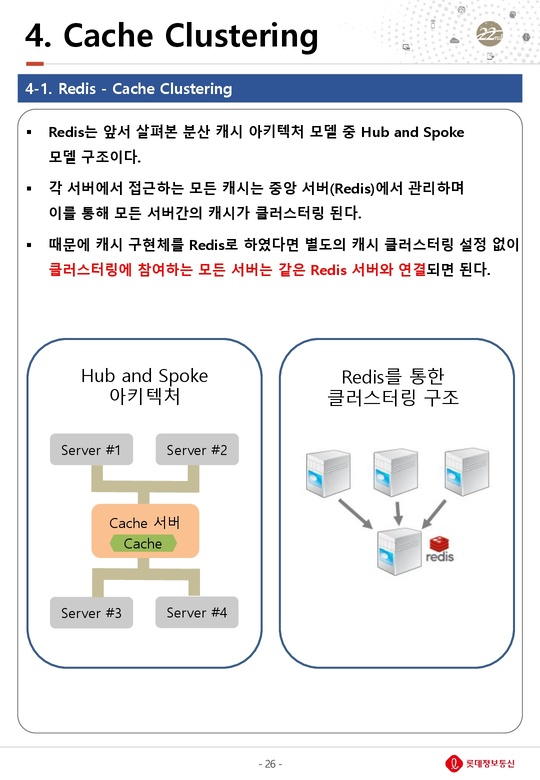 4. Cache Clustering
22nd
4-1. Redis - Cache Clustering
▪ Redis는 앞서 살펴본 분산 캐시 아키텍처 모델 중 Hub and Spoke
모델 구조이다.
▪ 각 서버에서 접근하는 모든 캐시는 중앙 서버(Redis)에서 관리하며
이를 통해 모든 서버간의 캐시가 클러스터링 된다.
▪ 때문에 캐시 구현체를 Redis로 하였다면 별도의 캐시 클러스터링 설정 없이
클러스터링에 참여하는 모든 서버는 같은 Redis 서버와 연결되면 된다.
Hub and Spoke
아키텍처
Server #1
Server #2
Cache 서버
Cache
Server #3
Server #4
Redis를 통한
클러스터링 구조
redis
- 26 -
롯데정보통신